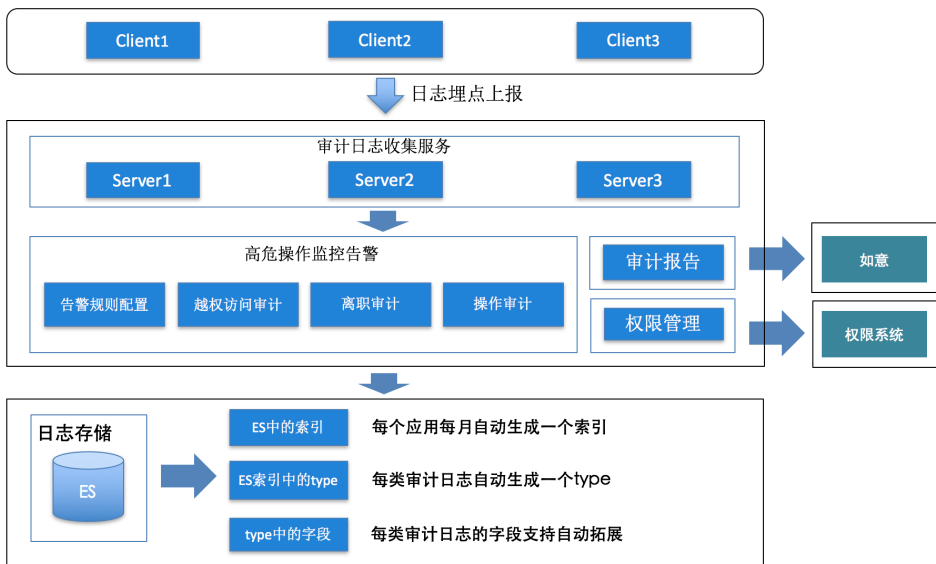 Client1
Client2
Client3
日志埋点上报
审计日志收集服务
Server1
Server2
Server3
高危操作监控告警
告警规则配置
越权访问审计
离职审计
操作审计
审计报告
权限管理
如意
权限系统
日志存储
ES
ES中的索引
每个应用每月自动生成一个索引
ES索引中的type
每类审计日志自动生成一个type
type中的字段
每类审计日志的字段支持自动拓展